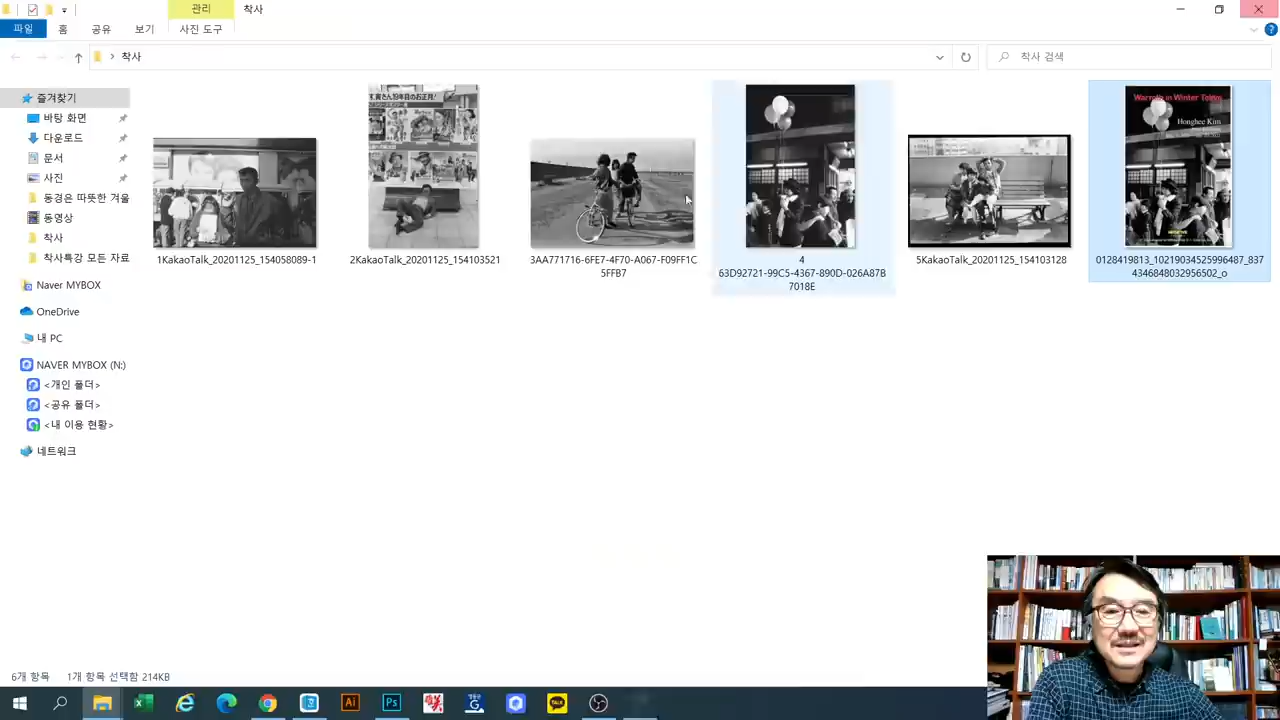 관리
착사
파일
홈
공유
보기
사진 도구
착사
착사 검색
즐겨찾기
바탕 화면
다운로드
문서
사진
동경은 따뜻한 겨울
동영상
착사
착사특강 모든 자료
Naver MYBOX
OneDrive
내 PC
NAVER MYBOX (N:)
<개인 폴더>
<공유 폴더>
<내 이용 현황>
네트워크
1KakaoTalk_20201125_154058089-1
2KakaoTalk_20201125_154103521
3AA771716-6FE7-4F70-A067-F09FF1C
5FFB7
4
63D92721-99C5-4367-890D-026A87B
7018E
5KakaoTalk_20201125_154103128
Honghee Kim
0128419813_10219034525996487_837
4346848032956502_o
6개 항목
1개 항목 선택함 214KB
Ai
Ps
TALK